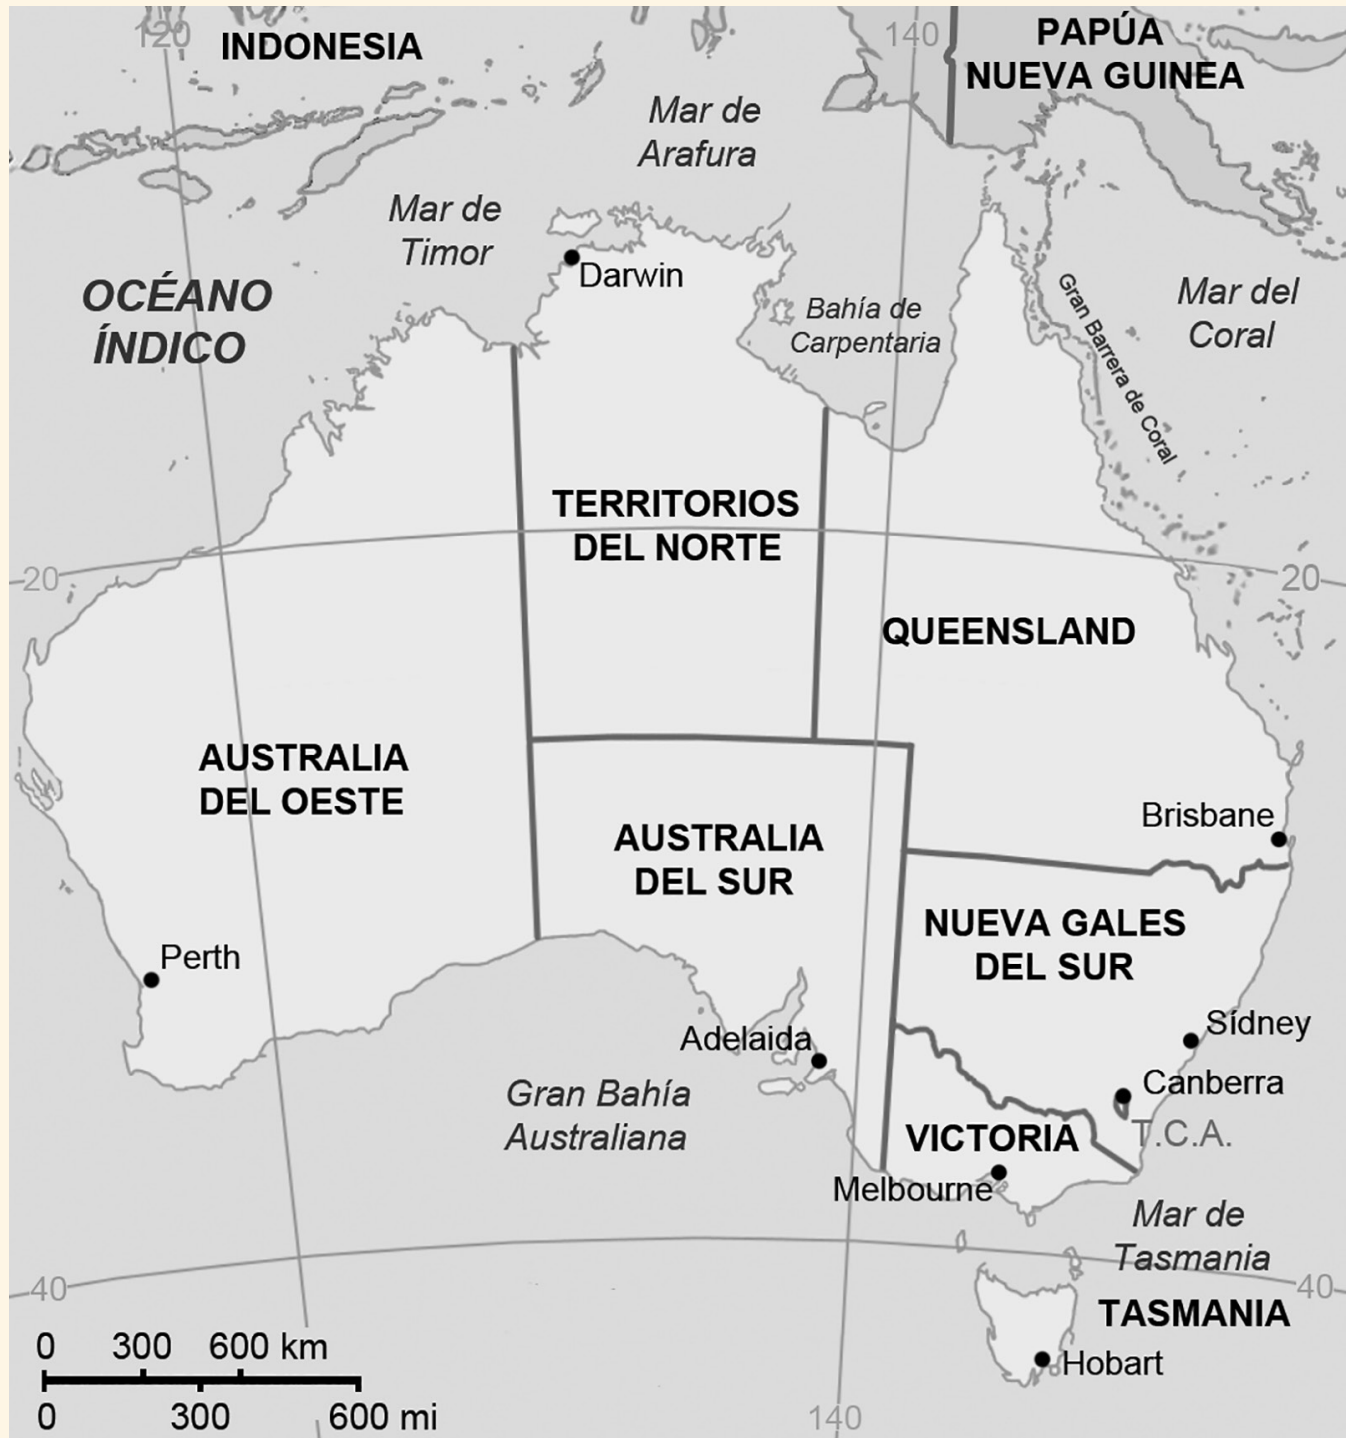 120
INDONESIA
140
PAPÚA
NUEVA GUINEA
Mar de
Arafura
Mar de
Timor
OCÉANO
ÍNDICO
Darwin
Bahía de
Carpentaria
Gran Barrera de Coral
Mar del
Coral
TERRITORIOS
DEL NORTE
20
20
QUEENSLAND
AUSTRALIA
DEL OESTE
AUSTRALIA
DEL SUR
Brisbane
NUEVA GALES
DEL SUR
Perth
Adelaida
Sídney
Canberra
T.C.A.
Gran Bahía
Australiana
VICTORIA
Melbourne
Mar de
Tasmania
40
40
TASMANIA
Hobart
0 300 600 km
0 300 600 mi
140